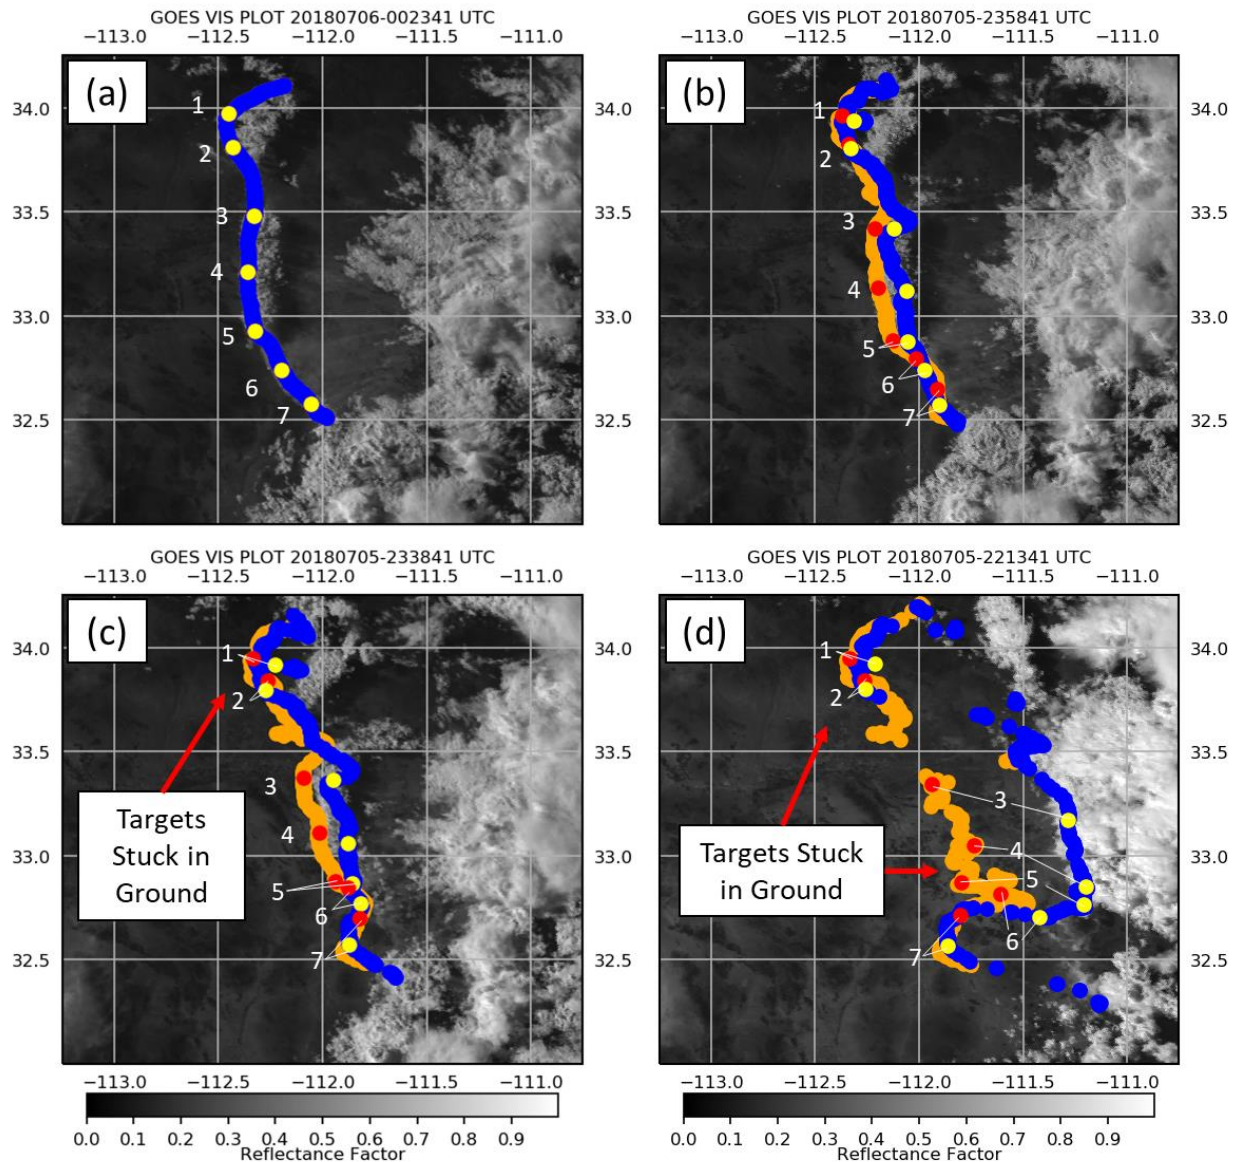 GOES VIS PLOT 20180706-002341 UTC
−113.0 −112.5 −112.0 −111.5 −111.0
(a)
34.0
33.5
33.0
32.5
1
2
3
4
5
6
7
GOES VIS PLOT 20180705-235841 UTC
−113.0 −112.5 −112.0 −111.5 −111.0
(b)
34.0
33.5
33.0
32.5
1
2
3
4
5
6
7
GOES VIS PLOT 20180705-233841 UTC
−113.0 −112.5 −112.0 −111.5 −111.0
(c)
34.0
33.5
33.0
32.5
1
2
3
4
5
6
7
Targets
Stuck in
Ground
−113.0 −112.5 −112.0 −111.5 −111.0
0.0 0.1 0.2 0.3 0.4 0.5 0.6 0.7 0.8 0.9
Reflectance Factor
GOES VIS PLOT 20180705-221341 UTC
−113.0 −112.5 −112.0 −111.5 −111.0
(d)
34.0
33.5
33.0
32.5
1
2
3
4
5
6
7
Targets Stuck
in Ground
−113.0 −112.5 −112.0 −111.5 −111.0
0.0 0.1 0.2 0.3 0.4 0.5 0.6 0.7 0.8 0.9
Reflectance Factor